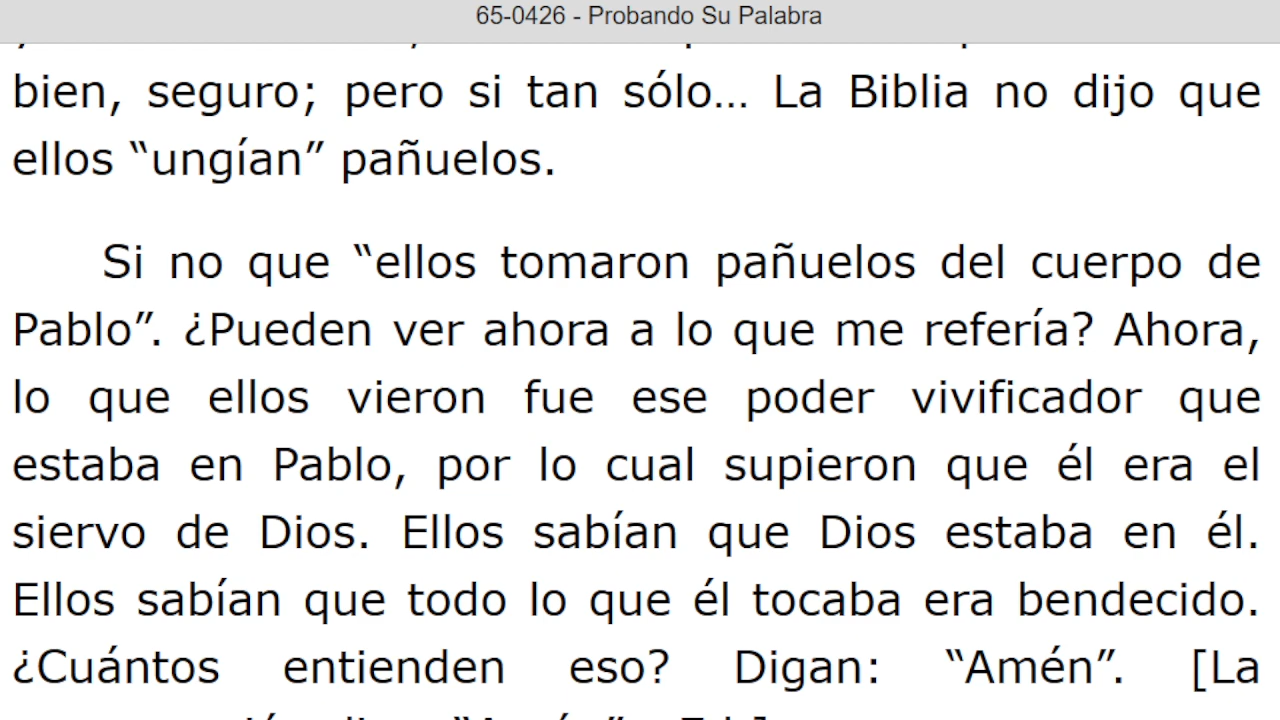 65-0426 - Probando Su Palabra
bien, seguro; pero si tan sólo... La Biblia no dijo que
ellos “ungían” pañuelos.
Si no que “ellos tomaron pañuelos del cuerpo de
Pablo”. ¿Pueden ver ahora a lo que me refería? Ahora,
lo que ellos vieron fue ese poder vivificador que
estaba en Pablo, por lo cual supieron que él era el
siervo de Dios. Ellos sabían que Dios estaba en él.
Ellos sabían que todo lo que él tocaba era bendecido.
¿Cuántos entienden eso? Digan: “Amén”. [La